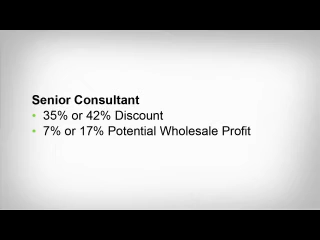 Senior Consultant
• 35% or 42% Discount
• 7% or 17% Potential Wholesale Profit